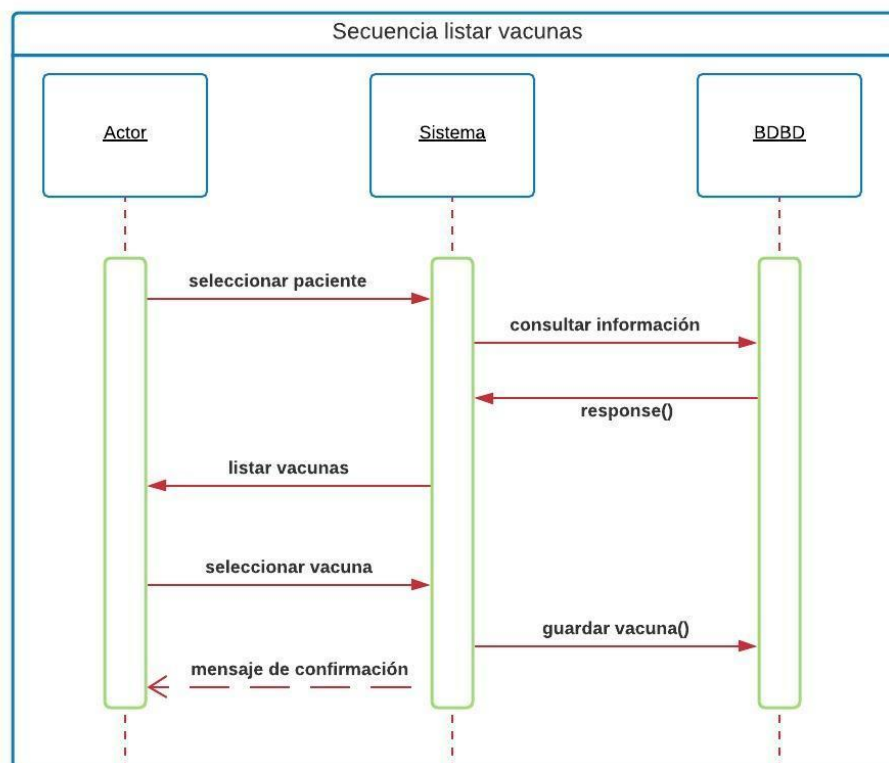 Secuencia listar vacunas
Actor
Sistema
BDBD
seleccionar paciente
consultar información
response()
listar vacunas
seleccionar vacuna
guardar vacuna()
mensaje de confirmación